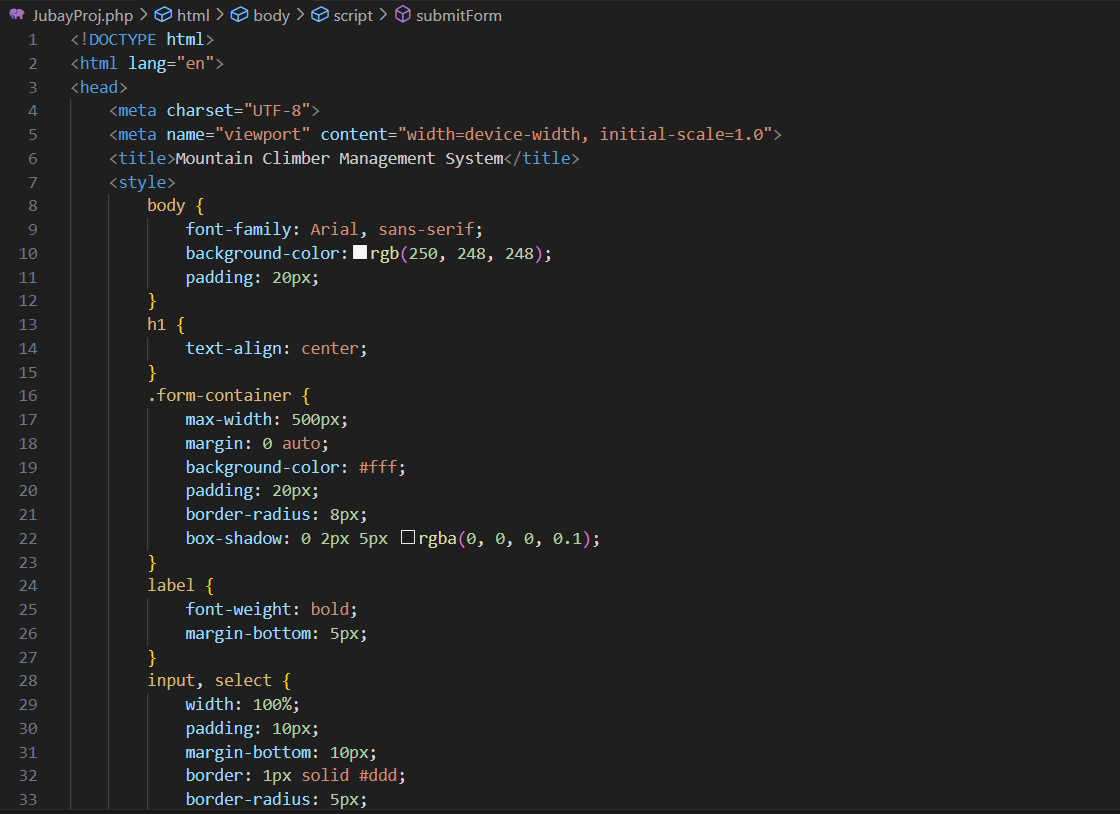 JubayProj.php > html > body > script > submitForm
1 <!DOCTYPE html>
2 <html lang="en">
3 <head>
4     <meta charset="UTF-8">
5     <meta name="viewport" content="width=device-width, initial-scale=1.0">
6     <title>Mountain Climber Management System</title>
7     <style>
8         body {
9             font-family: Arial, sans-serif;
10             background-color: rgb(250, 248, 248);
11             padding: 20px;
12         }
13         h1 {
14             text-align: center;
15         }
16         .form-container {
17             max-width: 500px;
18             margin: 0 auto;
19             background-color: #fff;
20             padding: 20px;
21             border-radius: 8px;
22             box-shadow: 0 2px 5px rgba(0, 0, 0, 0.1);
23         }
24         label {
25             font-weight: bold;
26             margin-bottom: 5px;
27         }
28         input, select {
29             width: 100%;
30             padding: 10px;
31             margin-bottom: 10px;
32             border: 1px solid #ddd;
33             border-radius: 5px;